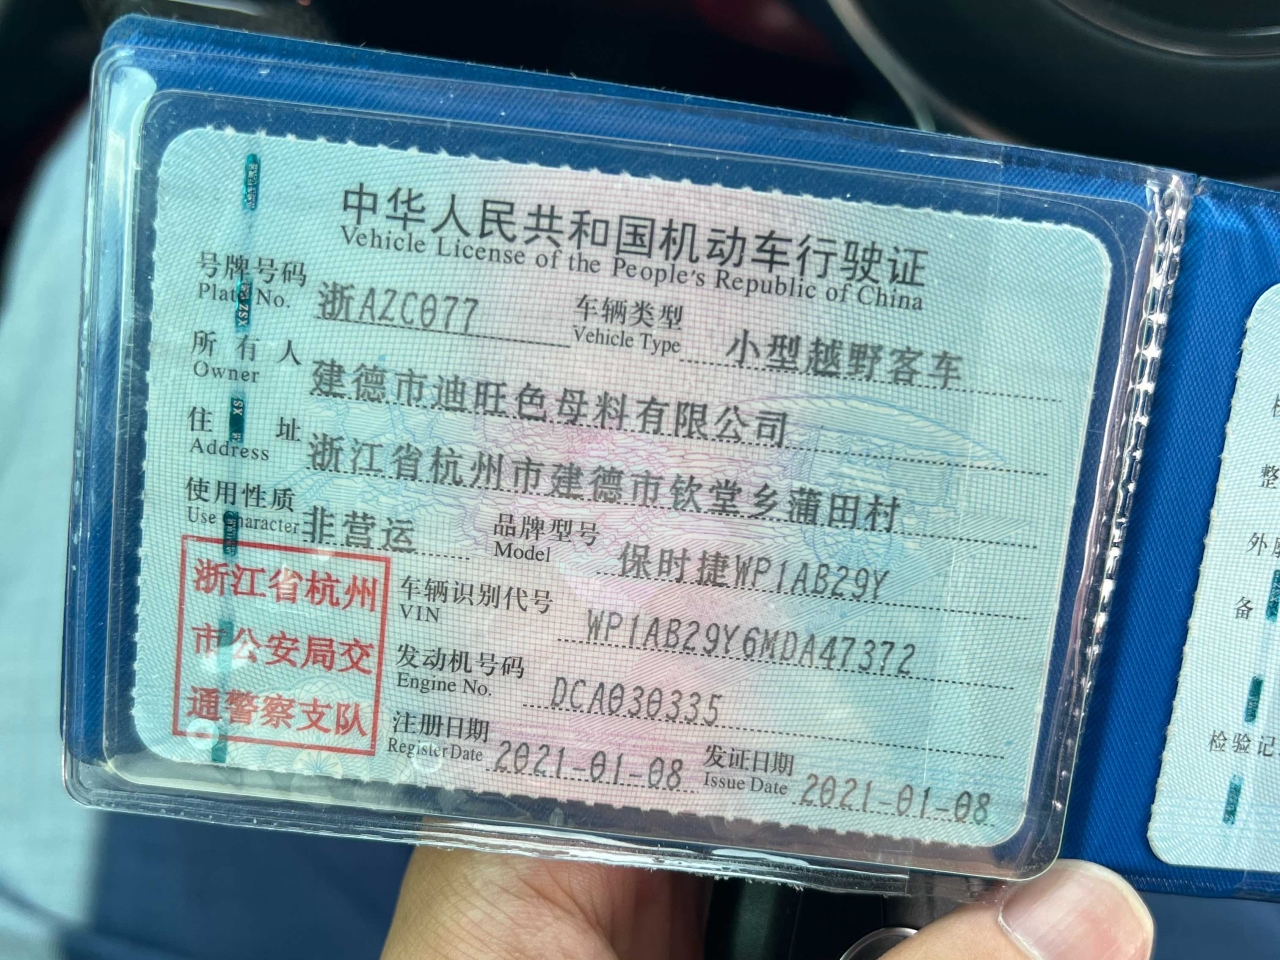 中华人民共和国机动车行驶证
Vehicle License of the People's Republic of China
号牌号码 浙AZC077 车辆类型 小型越野客车
Plate No. Vehicle Type
所有人 建德市迪旺色母料有限公司
Owner
住址 浙江省杭州市建德市钦堂乡蒲田村
Address
使用性质 非营运 品牌型号 保时捷WP1AB29Y
Use Character Model
浙江省杭州
市公安局交
通警察支队
车辆识别代号 WP1AB29Y6MDA47372
VIN
发动机号码 DCA030335
Engine No.
注册日期 2021-01-08 发证日期 2021-01-08
Register Date Issue Date
整
外
备
检验记